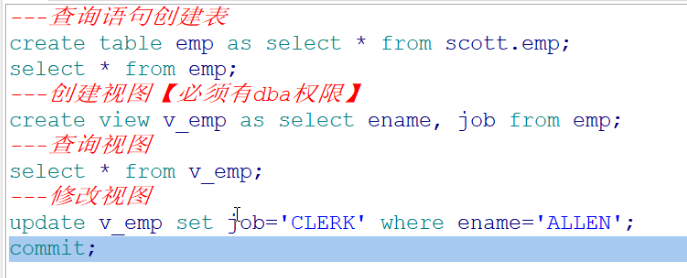 ---查询语句创建表
create table emp as select * from scott.emp;
select * from emp;
---创建视图【必须有dba权限】
create view v_emp as select ename, job from emp;
---查询视图
select * from v_emp;
---修改视图
update v_emp set job='CLERK' where ename='ALLEN';
commit;